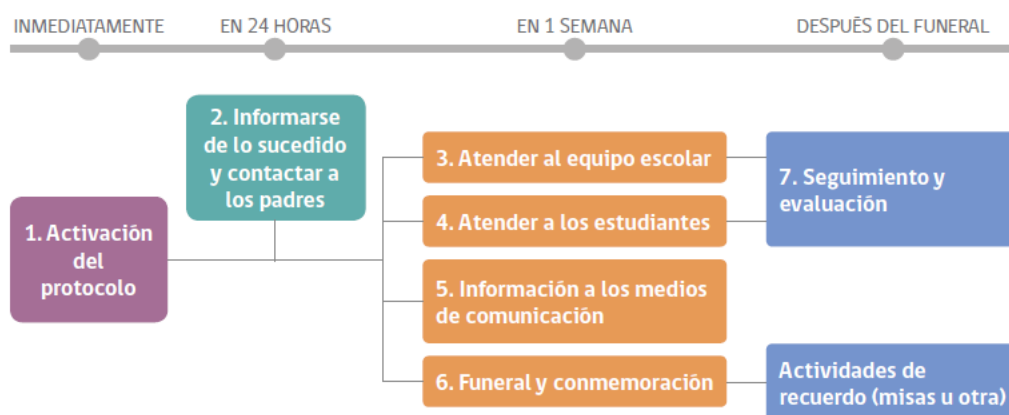 INMEDIATAMENTE
EN 24 HORAS
EN 1 SEMANA
DESPUÉS DEL FUNERAL
1. Activación
del
protocolo
2. Informarse
de lo sucedido
y contactar a
los padres
3. Atender al equipo escolar
4. Atender a los estudiantes
5. Información a los medios
de comunicación
6. Funeral y conmemoración
7. Seguimiento y
evaluación
Actividades de
recuerdo (misas u otra)